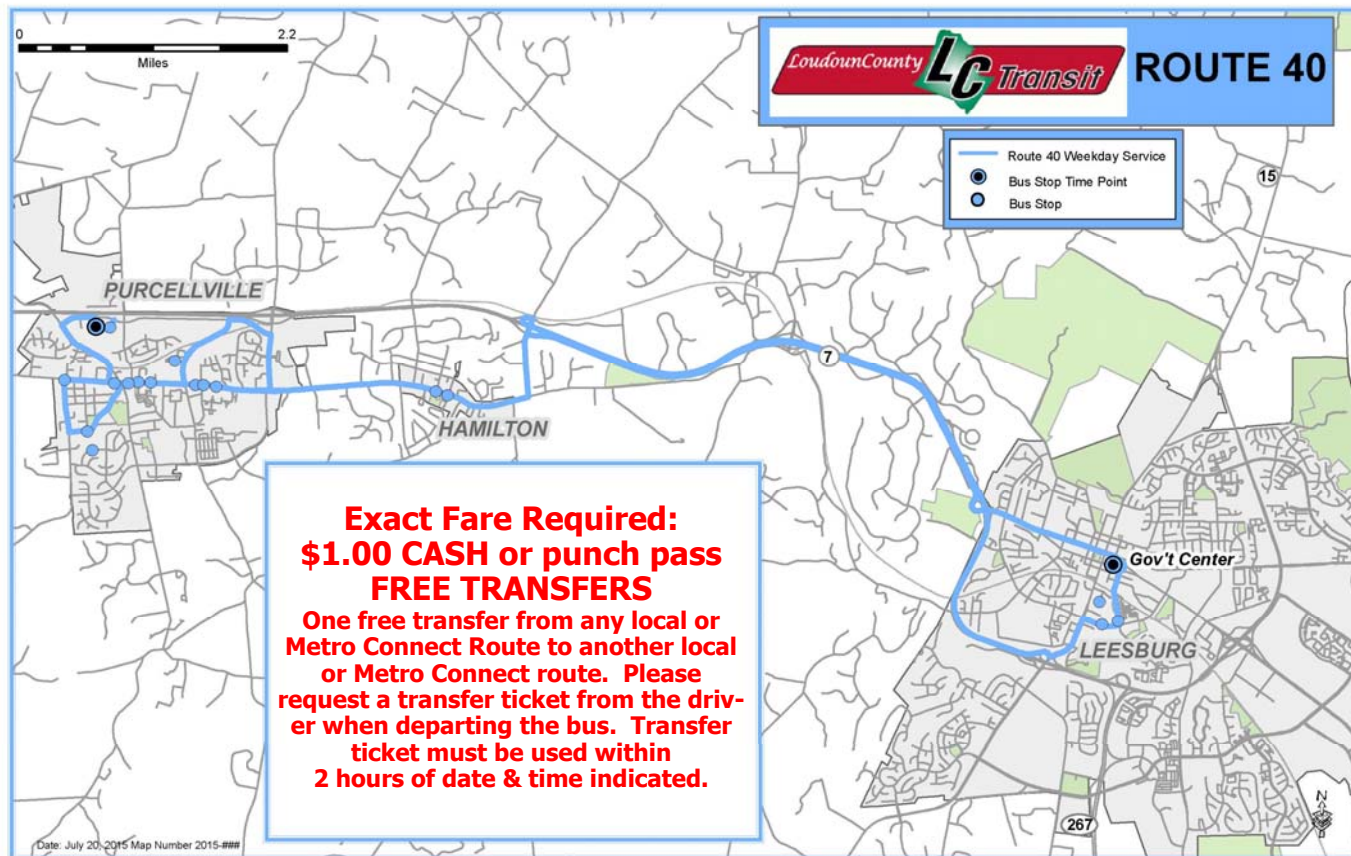 0 2.2
Miles
LoudounCounty LC Transit
ROUTE 40
Route 40 Weekday Service
Bus Stop Time Point
Bus Stop
15
PURCELLVILLE
7
HAMILTON
Exact Fare Required:
$1.00 CASH or punch pass
FREE TRANSFERS
One free transfer from any local or
Metro Connect Route to another local
or Metro Connect route. Please
request a transfer ticket from the driv-
er when departing the bus. Transfer
ticket must be used within
2 hours of date & time indicated.
Gov't Center
LEESBURG
267
N
Date: July 20, 2015 Map Number 2015-###